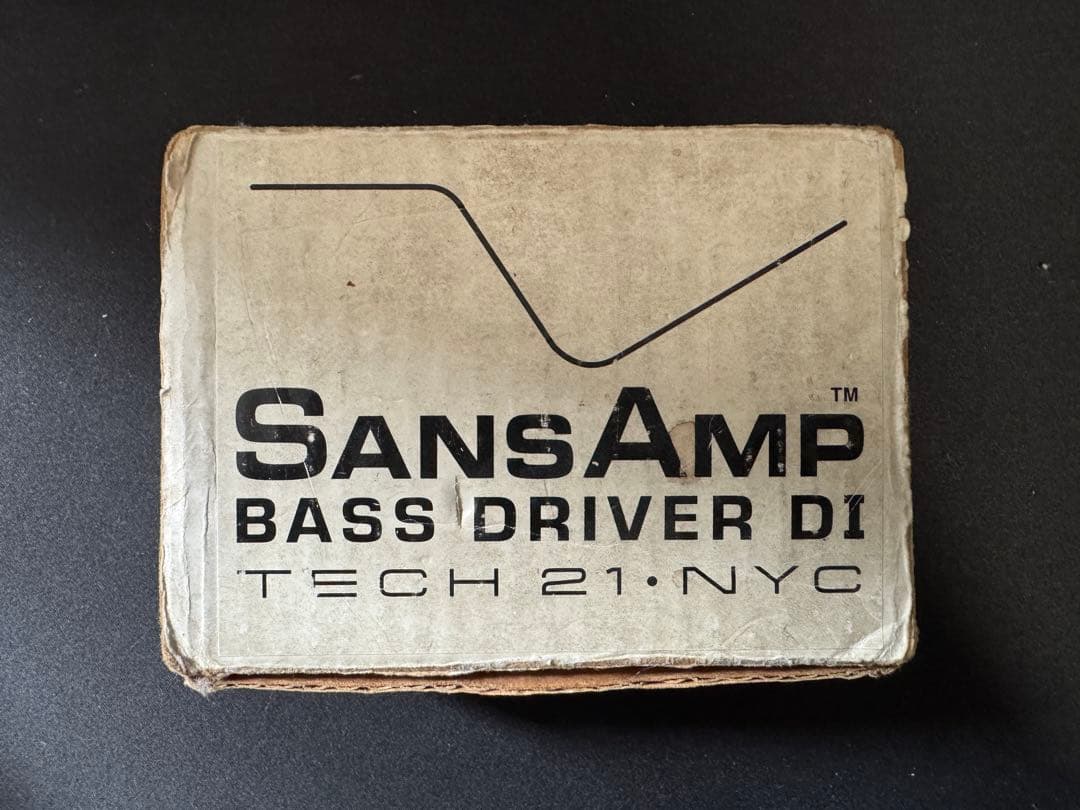 SANSAMP™
BASS DRIVER DI
TECH 21•NYC